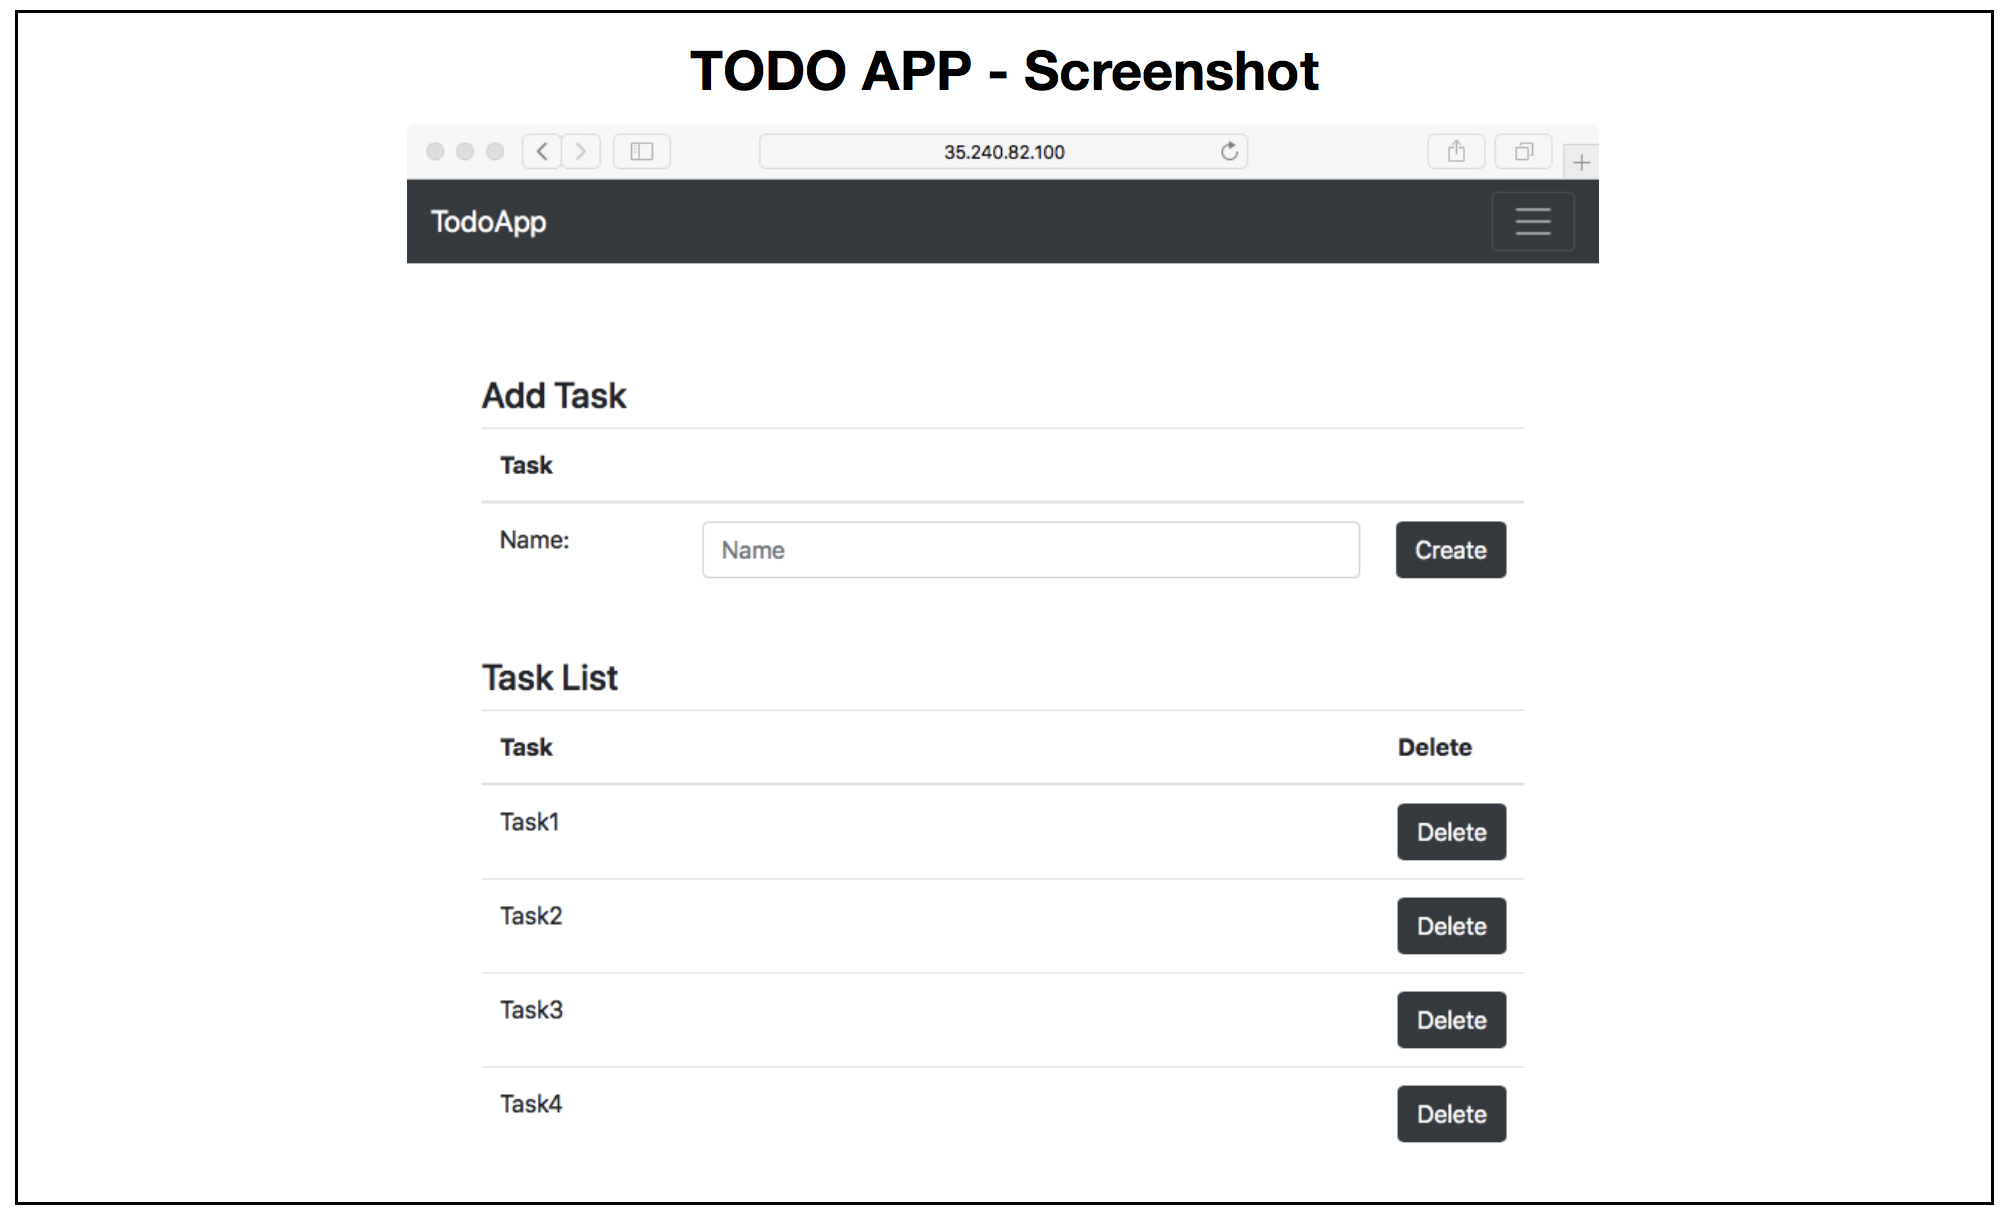 TODO APP - Screenshot
35.240.82.100
TodoApp
Add Task
Task
Name: Name Create
Task List
Task Delete
Task1 Delete
Task2 Delete
Task3 Delete
Task4 Delete